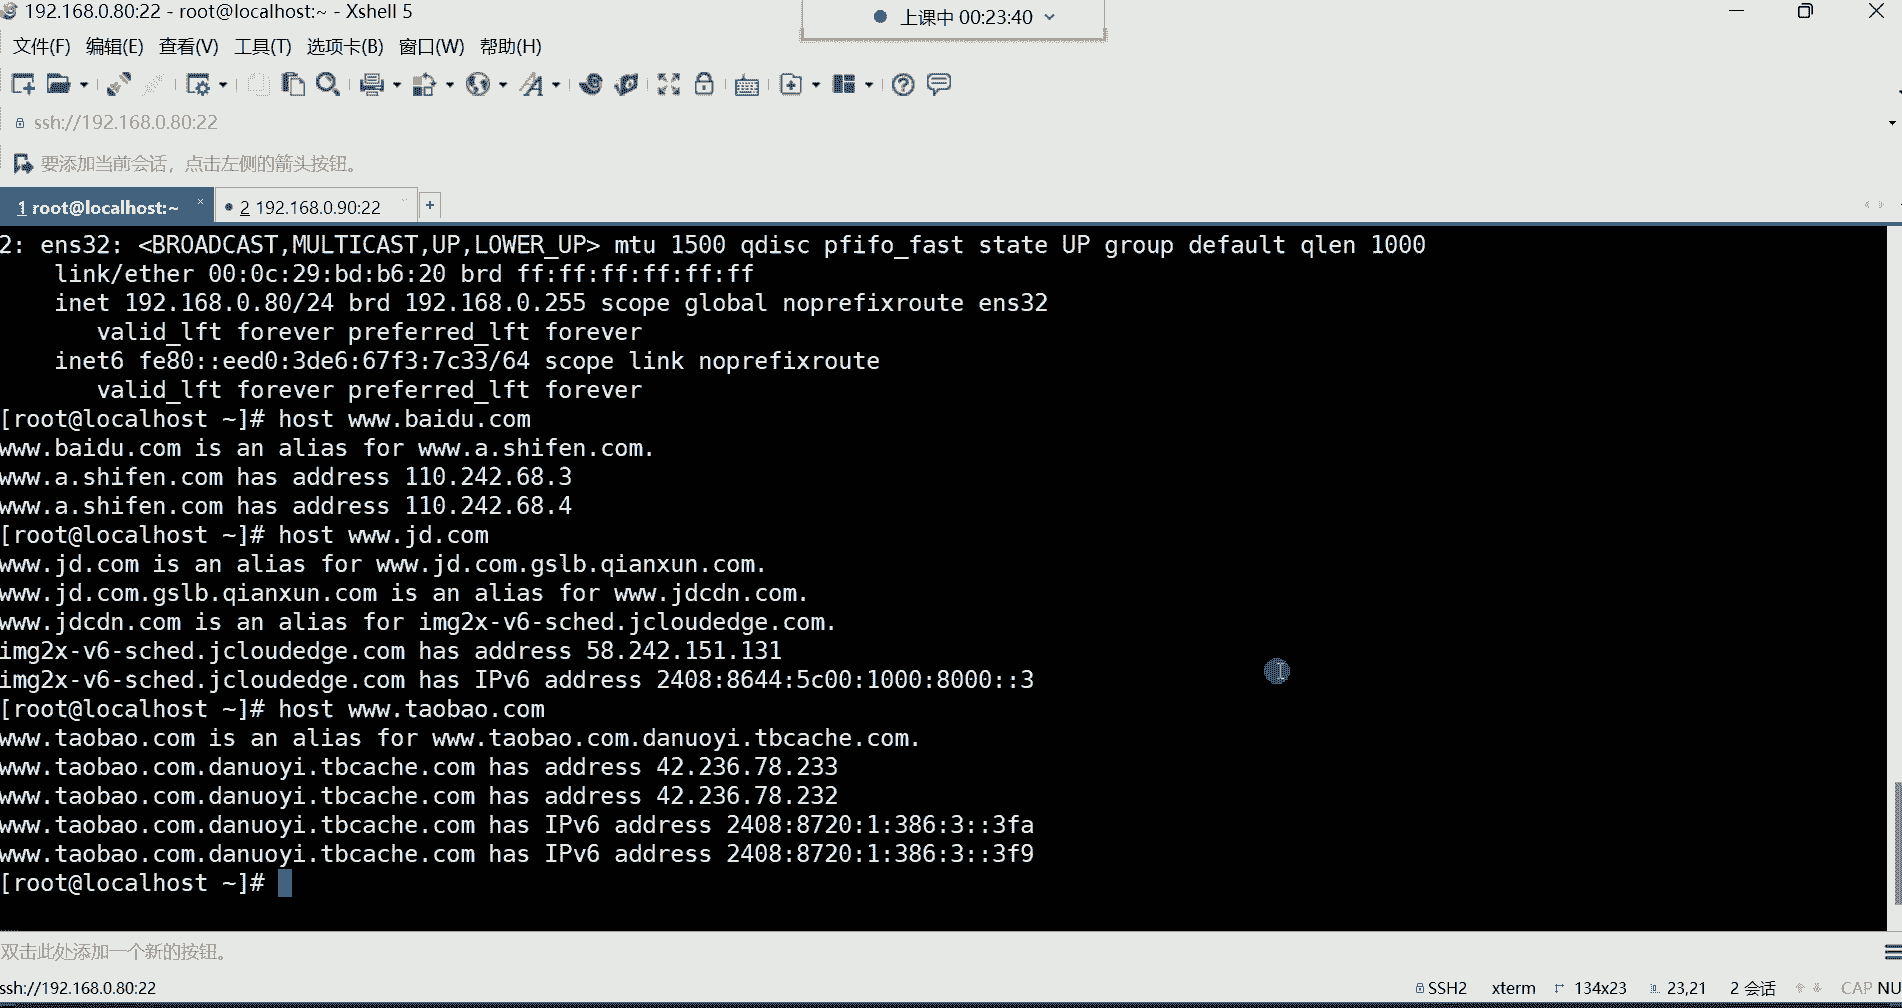 192.168.0.80:22 - root@localhost:~ - Xshell 5
上课中 00:23:40
文件(F) 编辑(E) 查看(V) 工具(T) 选项卡(B) 窗口(W) 帮助(H)
ssh://192.168.0.80:22
要添加当前会话，点击左侧的箭头按钮。
1 root@localhost:~ × 2 192.168.0.90:22 +
2: ens32: <BROADCAST,MULTICAST,UP,LOWER_UP> mtu 1500 qdisc pfifo_fast state UP group default qlen 1000
link/ether 00:0c:29:bd:b6:20 brd ff:ff:ff:ff:ff:ff
inet 192.168.0.80/24 brd 192.168.0.255 scope global noprefixroute ens32
valid_lft forever preferred_lft forever
inet6 fe80::eed0:3de6:67f3:7c33/64 scope link noprefixroute
valid_lft forever preferred_lft forever
[root@localhost ~]# host www.baidu.com
www.baidu.com is an alias for www.a.shifen.com.
www.a.shifen.com has address 110.242.68.3
www.a.shifen.com has address 110.242.68.4
[root@localhost ~]# host www.jd.com
www.jd.com is an alias for www.jd.com.gslb.qianxun.com.
www.jd.com.gslb.qianxun.com is an alias for www.jdcdn.com.
www.jdcdn.com is an alias for img2x-v6-sched.jcloudedge.com.
img2x-v6-sched.jcloudedge.com has address 58.242.151.131
img2x-v6-sched.jcloudedge.com has IPv6 address 2408:8644:5c00:1000:8000::3
[root@localhost ~]# host www.taobao.com
www.taobao.com is an alias for www.taobao.com.danuoyi.tbcache.com.
www.taobao.com.danuoyi.tbcache.com has address 42.236.78.233
www.taobao.com.danuoyi.tbcache.com has address 42.236.78.232
www.taobao.com.danuoyi.tbcache.com has IPv6 address 2408:8720:1:386:3::3fa
www.taobao.com.danuoyi.tbcache.com has IPv6 address 2408:8720:1:386:3::3f9
[root@localhost ~]#
双击此处添加一个新的按钮。
ssh://192.168.0.80:22 SSH2 xterm 134x23 23,21 2 会话 CAP NU